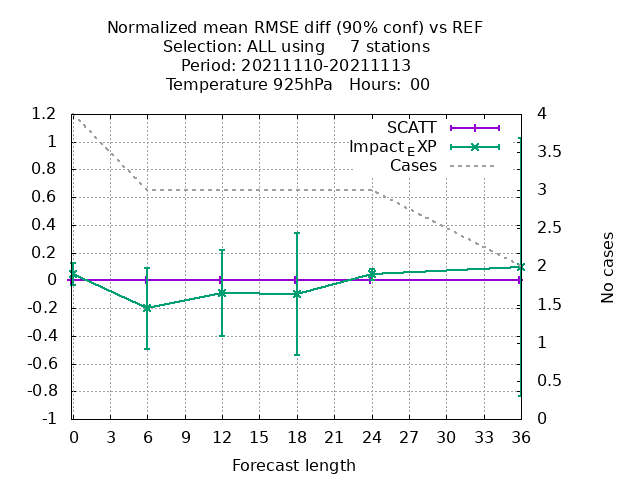 Normalized mean RMSE diff (90% conf) vs REF
Selection: ALL using     7 stations
Period: 20211110-20211113
Temperature 925hPa   Hours:  00
SCATT
Impact_EXP
Cases
1.2
1
0.8
0.6
0.4
0.2
0
-0.2
-0.4
-0.6
-0.8
-1
4
3.5
3
2.5
2
1.5
1
0.5
0
No cases
0 3 6 9 12 15 18 21 24 27 30 33 36
Forecast length